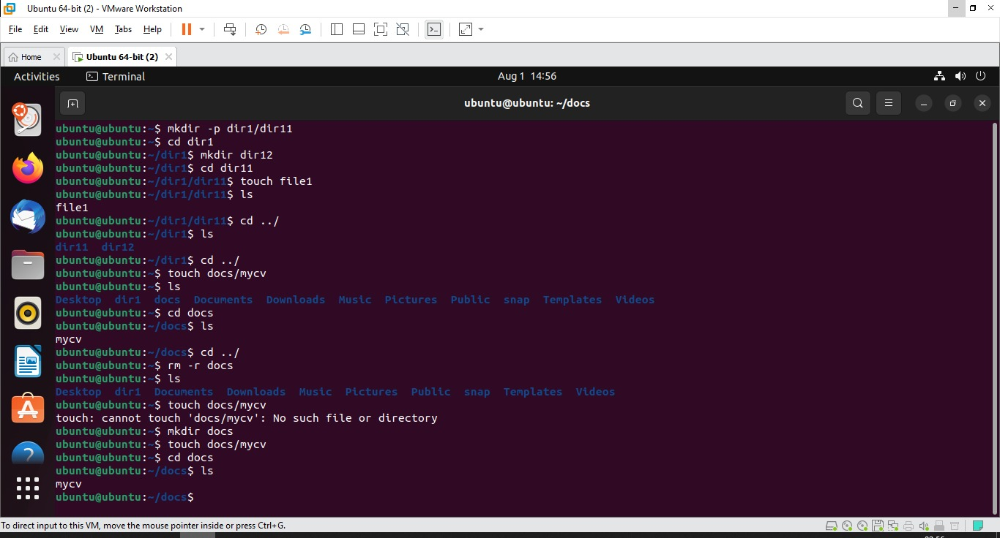 Ubuntu 64-bit (2) - VMware Workstation
File Edit View VM Tabs Help
Home Ubuntu 64-bit (2)
Activities Terminal Aug 1 14:56
ubuntu@ubuntu: ~/docs
ubuntu@ubuntu:~$ mkdir -p dir1/dir11
ubuntu@ubuntu:~$ cd dir1
ubuntu@ubuntu:~/dir1$ mkdir dir12
ubuntu@ubuntu:~/dir1$ cd dir11
ubuntu@ubuntu:~/dir1/dir11$ touch file1
ubuntu@ubuntu:~/dir1/dir11$ ls
file1
ubuntu@ubuntu:~/dir1/dir11$ cd ../
ubuntu@ubuntu:~/dir1$ ls
dir11 dir12
ubuntu@ubuntu:~/dir1$ cd ../
ubuntu@ubuntu:~$ touch docs/mycv
ubuntu@ubuntu:~$ ls
Desktop dir1 docs Documents Downloads Music Pictures Public snap Templates Videos
ubuntu@ubuntu:~$ cd docs
ubuntu@ubuntu:~/docs$ ls
mycv
ubuntu@ubuntu:~/docs$ cd ../
ubuntu@ubuntu:~$ rm -r docs
ubuntu@ubuntu:~$ ls
Desktop dir1 Documents Downloads Music Pictures Public snap Templates Videos
ubuntu@ubuntu:~$ touch docs/mycv
touch: cannot touch 'docs/mycv': No such file or directory
ubuntu@ubuntu:~$ mkdir docs
ubuntu@ubuntu:~$ touch docs/mycv
ubuntu@ubuntu:~$ cd docs
ubuntu@ubuntu:~/docs$ ls
mycv
ubuntu@ubuntu:~/docs$
To direct input to this VM, move the mouse pointer inside or press Ctrl+G.